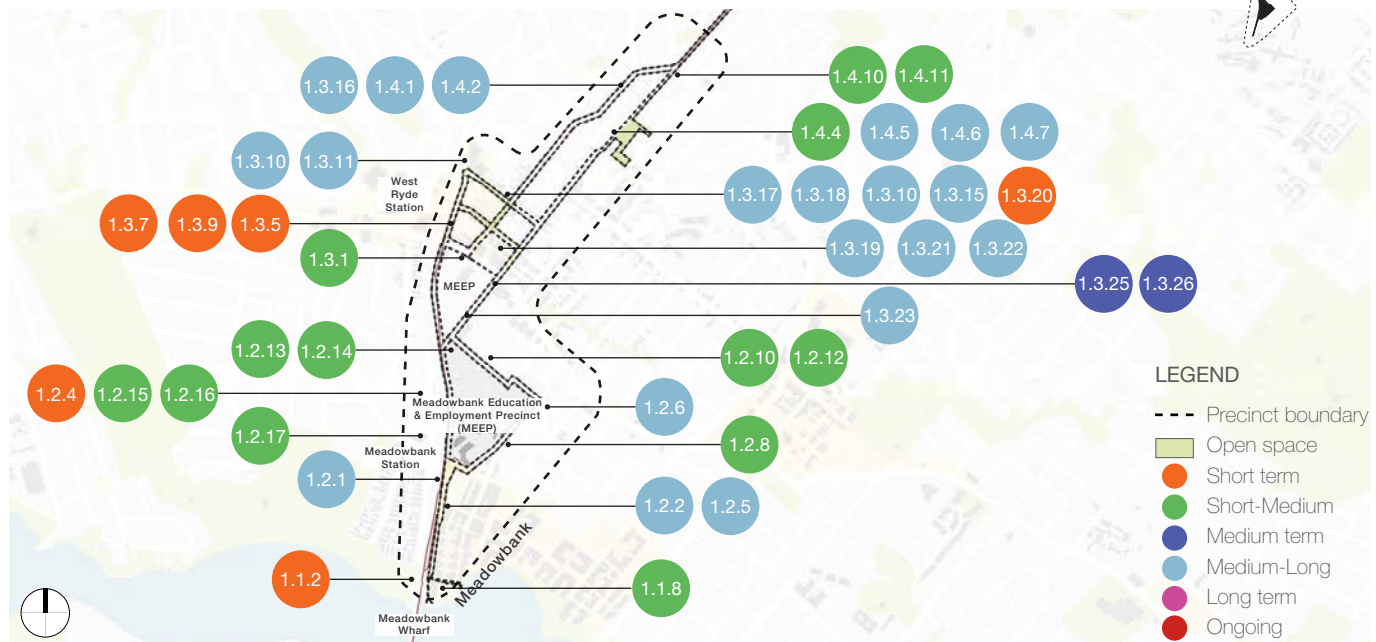 1.3.16 1.4.1 1.4.2
1.4.10 1.4.11
1.4.4 1.4.5 1.4.6 1.4.7
1.3.10 1.3.11
West
Ryde
Station
1.3.17 1.3.18 1.3.10 1.3.15 1.3.20
1.3.7 1.3.9 1.3.5
1.3.19 1.3.21 1.3.22
1.3.1
MEEP
1.3.25 1.3.26
1.3.23
1.2.13 1.2.14
1.2.10 1.2.12
1.2.4 1.2.15 1.2.16
Meadowbank Education
& Employment Precinct
(MEEP)
1.2.6
1.2.17
1.2.8
Meadowbank
Station
1.2.1
1.2.2 1.2.5
Meadowbank
1.1.2
1.1.8
Meadowbank
Wharf
LEGEND
Precinct boundary
Open space
Short term
Short-Medium
Medium term
Medium-Long
Long term
Ongoing